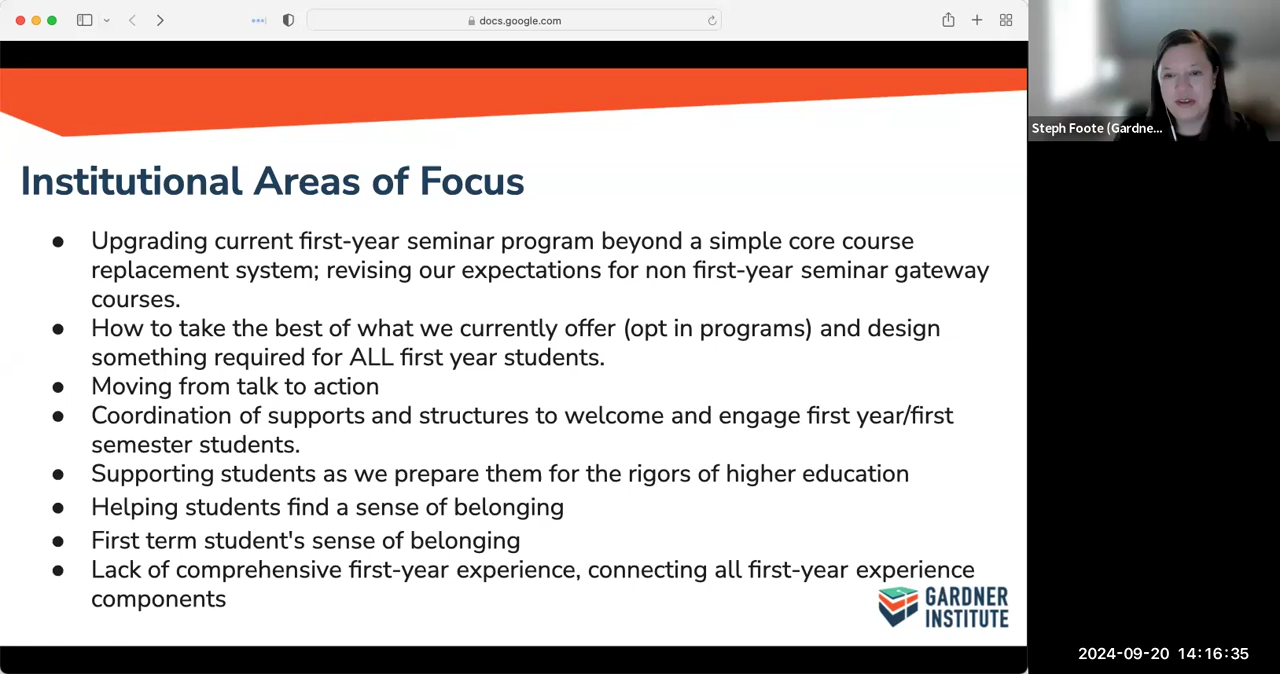 docs.google.com
Steph Foote (Gardne...
Institutional Areas of Focus
● Upgrading current first-year seminar program beyond a simple core course
replacement system; revising our expectations for non first-year seminar gateway
courses.
● How to take the best of what we currently offer (opt in programs) and design
something required for ALL first year students.
● Moving from talk to action
● Coordination of supports and structures to welcome and engage first year/first
semester students.
● Supporting students as we prepare them for the rigors of higher education
● Helping students find a sense of belonging
● First term student's sense of belonging
● Lack of comprehensive first-year experience, connecting all first-year experience
components
GARDNER
INSTITUTE
2024-09-20 14:16:35